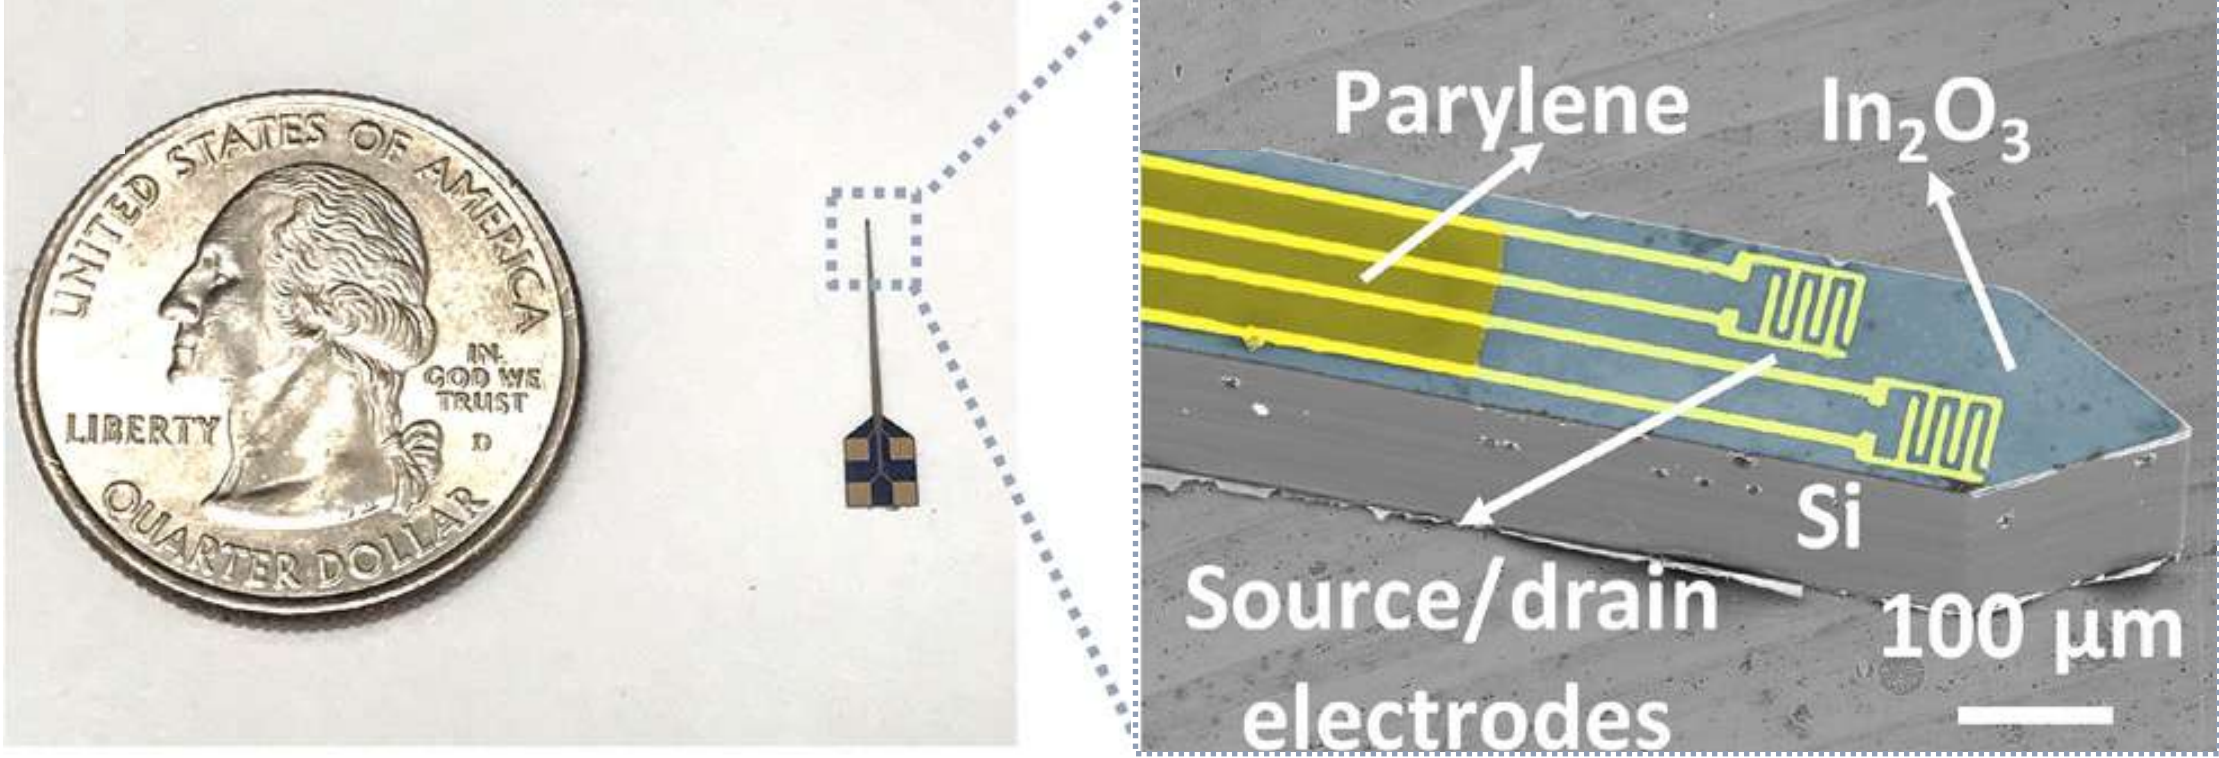 UNITED STATES OF AMERICA
IN
GOD WE
TRUST
LIBERTY
D
QUARTER DOLLAR
Parylene
In₂O₃
Si
Source/drain
electrodes
100 µm